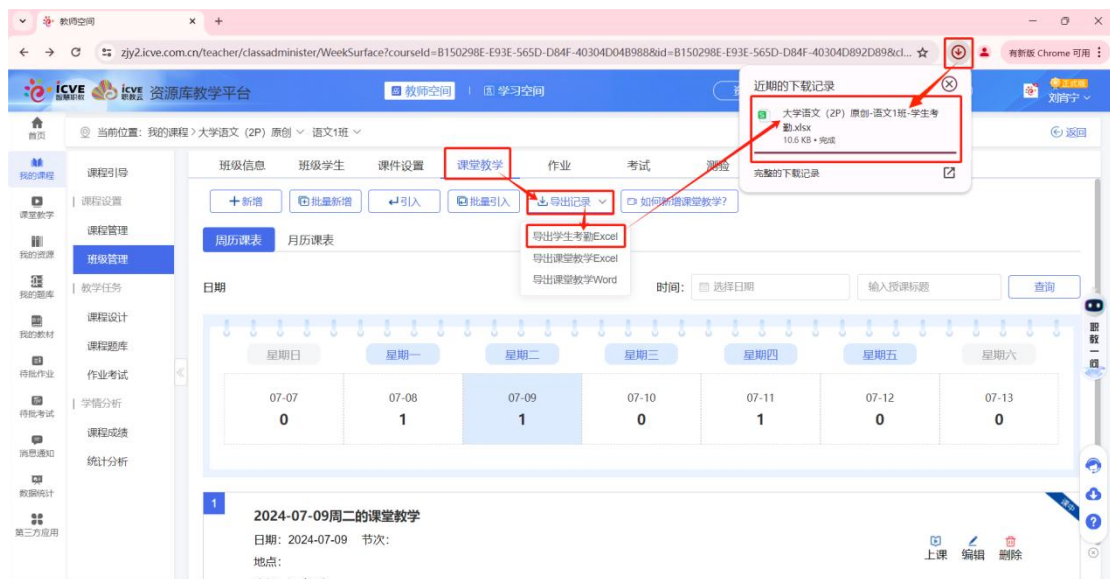 教师空间
zjy2.icve.com.cn/teacher/classadminister/WeekSurface?courseId=B150298E-E93E-565D-D84F-40304D04B988&id=B150298E-E93E-565D-D84F-40304D892D89&cl...
有新版 Chrome 可用
icve 智慧职教 icve 职教云 资源库教学平台
教师空间 | 学习空间
正式版
刘育宁
近期的下载记录
大学语文（2P）原创-语文1班-学生考
勤.xlsx
10.6 KB • 完成
完整的下载记录
首页
我的课程
课堂教学
我的资源
我的题库
我的教材
待批作业
待批考试
消息通知
数据统计
第三方应用
当前位置：我的课程 > 大学语文（2P）原创 语文1班
返回
课程引导
课程设置
课程管理
班级管理
教学任务
课程设计
课程题库
作业考试
学情分析
课程成绩
统计分析
班级信息 班级学生 课件设置 课堂教学 作业 考试 测验
+新增 批量新增 引入 批量引入 导出记录 如何新增课堂教学?
导出学生考勤Excel
导出课堂教学Excel
导出课堂教学Word
周历课表 月历课表
日期 时间: 选择日期 输入授课标题 查询
星期日 星期一 星期二 星期三 星期四 星期五 星期六
07-07 07-08 07-09 07-10 07-11 07-12 07-13
0 1 1 0 1 0 0
1
2024-07-09周二的课堂教学
课中
日期: 2024-07-09 节次:
地点:
上课 编辑 删除
职教一